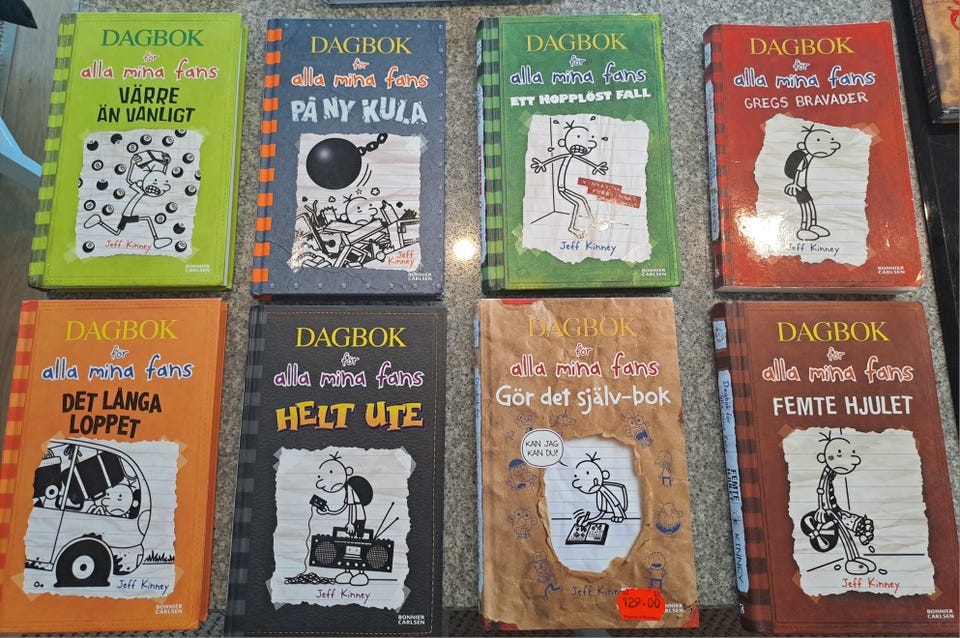 DAGBOK
för
alla mina fans
VÄRRE
ÄN VANLIGT
Jeff Kinney
BONNIER
CARLSEN
DAGBOK
för
alla mina fans
PÅ NY KULA
Jeff
Kinney
BONNIER
CARLSEN
DAGBOK
för
alla mina fans
ETT HOPPLÖST FALL
Jeff Kinney
BONNIER
CARLSEN
DAGBOK
för
alla mina fans
GREGS BRAVADER
Jeff Kinney
BONNIER
CARLSEN
DAGBOK
för
alla mina fans
DET LÅNGA
LOPPET
Jeff Kinney
BONNIER
CARLSEN
DAGBOK
för
alla mina fans
HELT UTE
Jeff Kinney
BONNIER
CARLSEN
DAGBOK
för
alla mina fans
Gör det själv-bok
KAN JAG
KAN DU!
Jeff
129:00
DAGBOK
för
alla mina fans
FEMTE HJULET
Jeff Kinney
BONNIER
CARLSEN
FEMTE
KINNEY